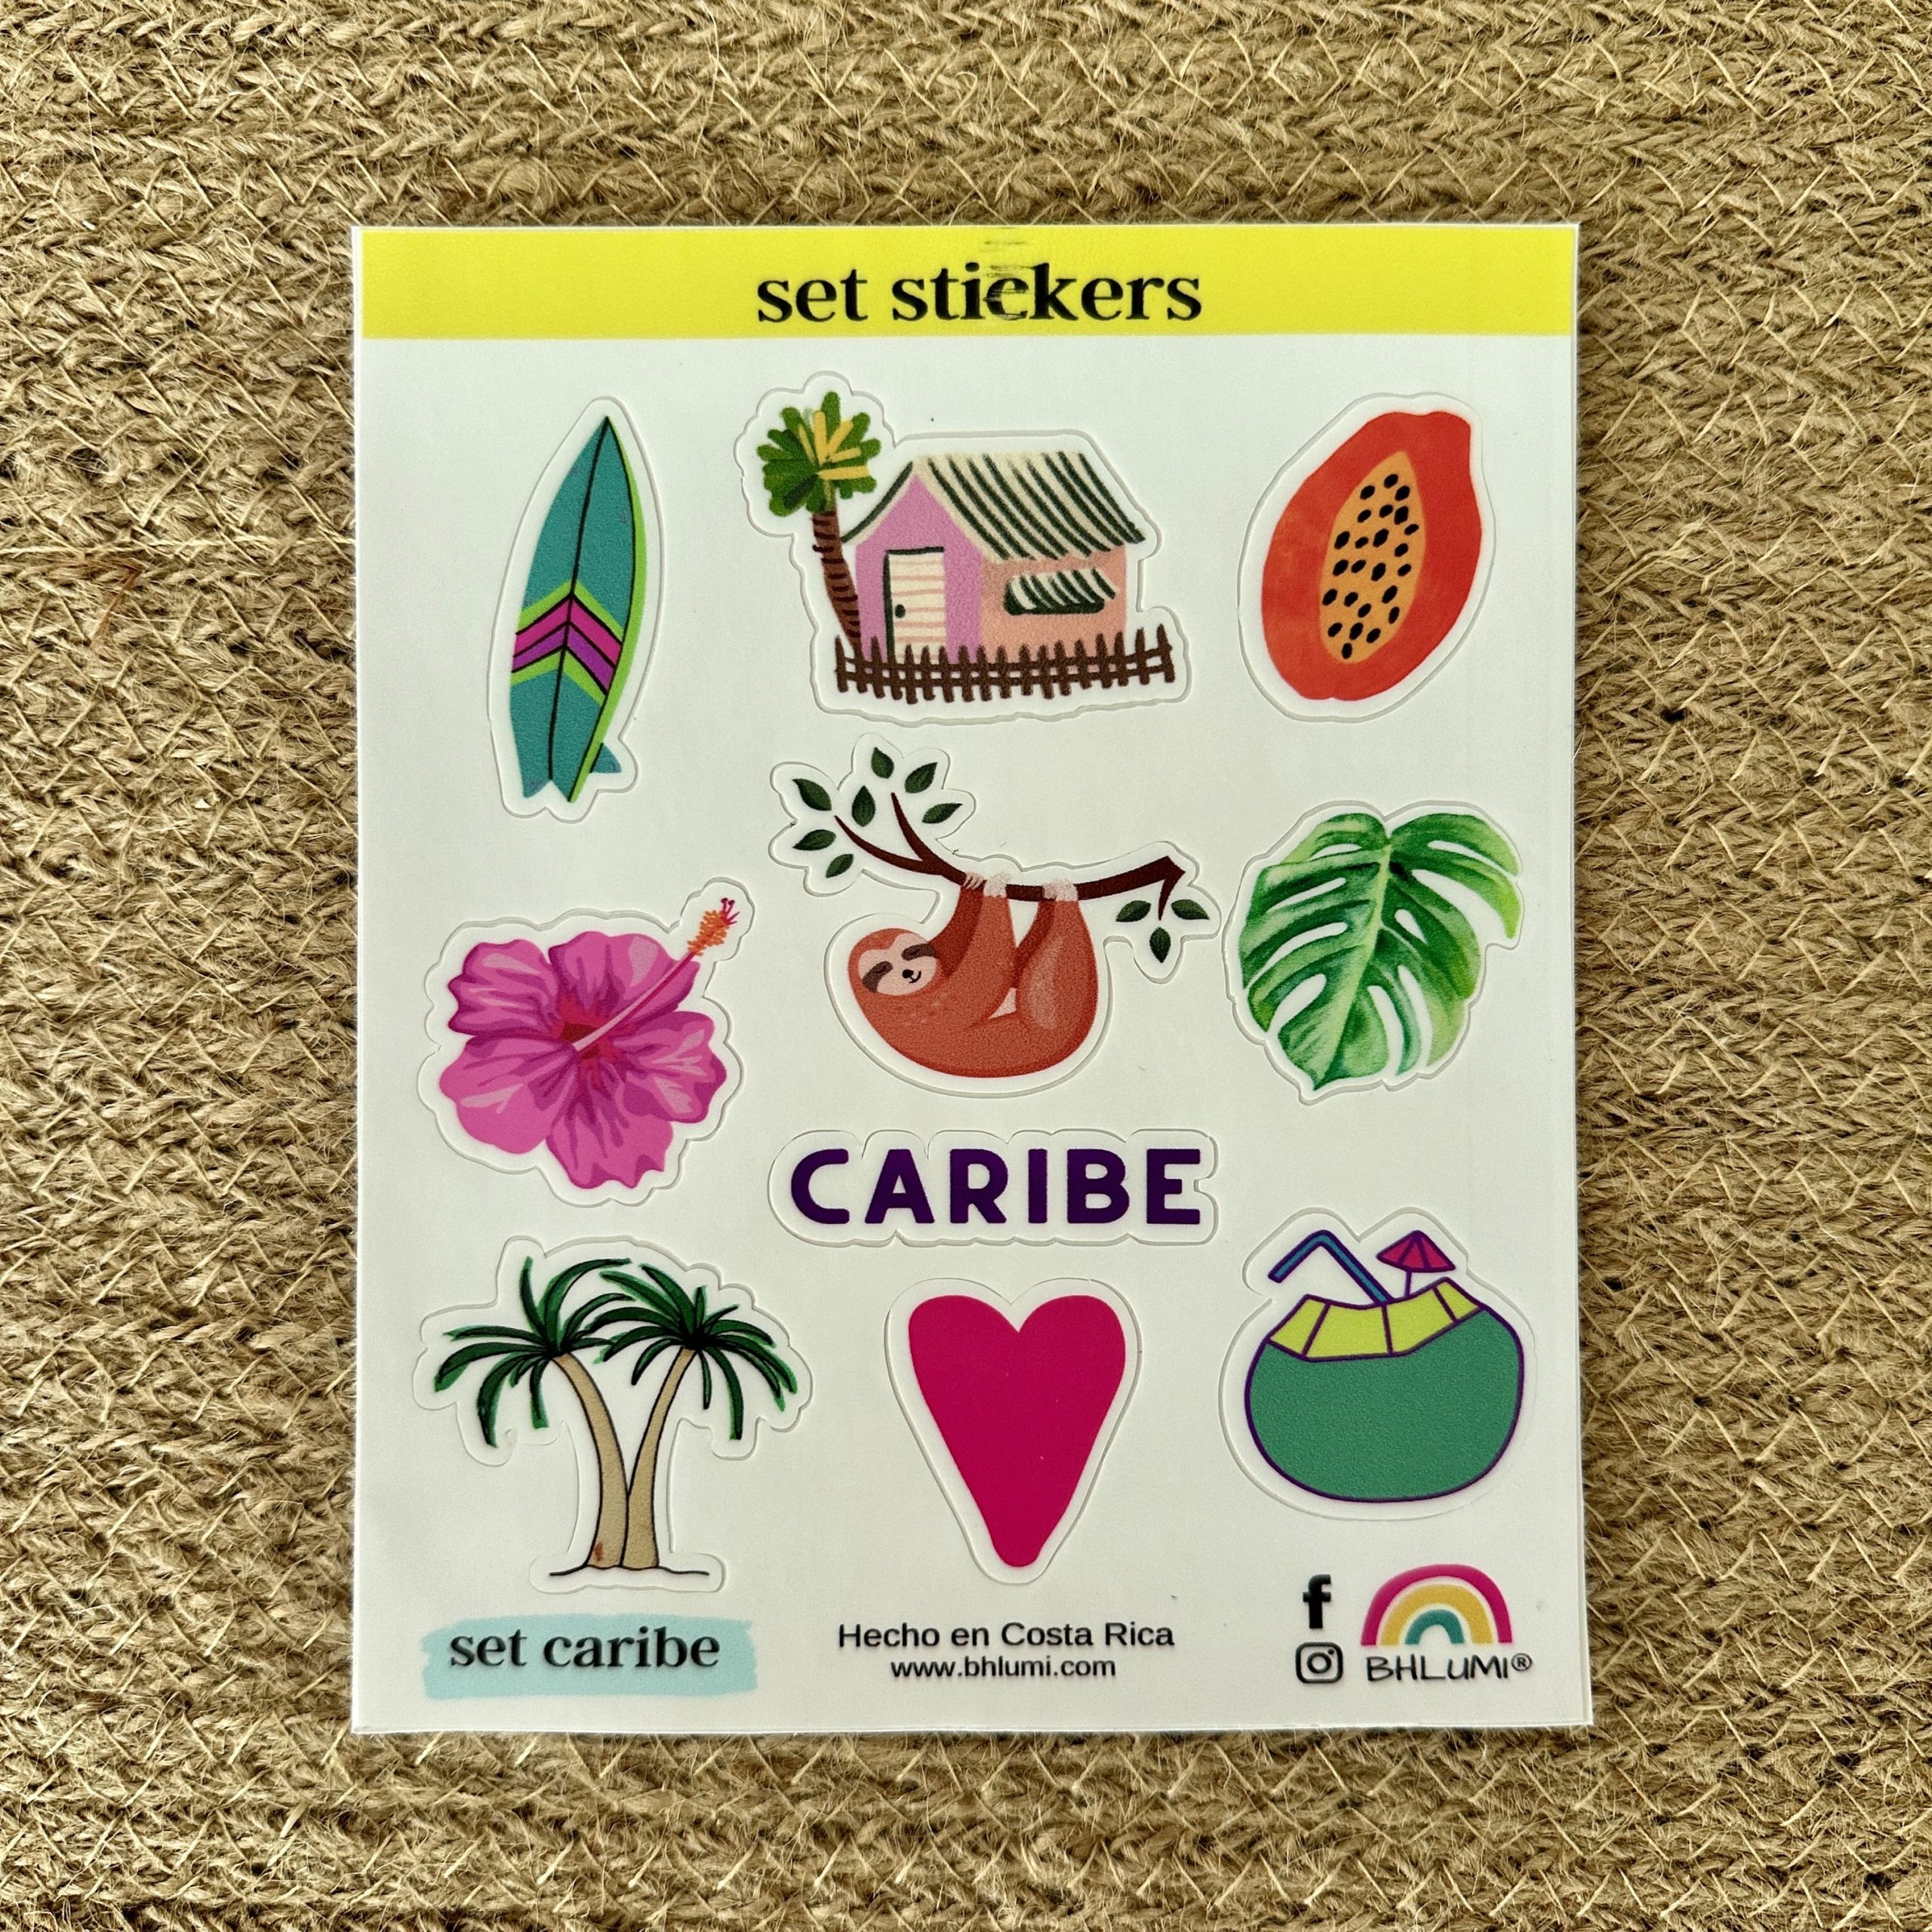 set stickers
CARIBE
set caribe
Hecho en Costa Rica
www.bhlumi.com
f
BHLUMI®